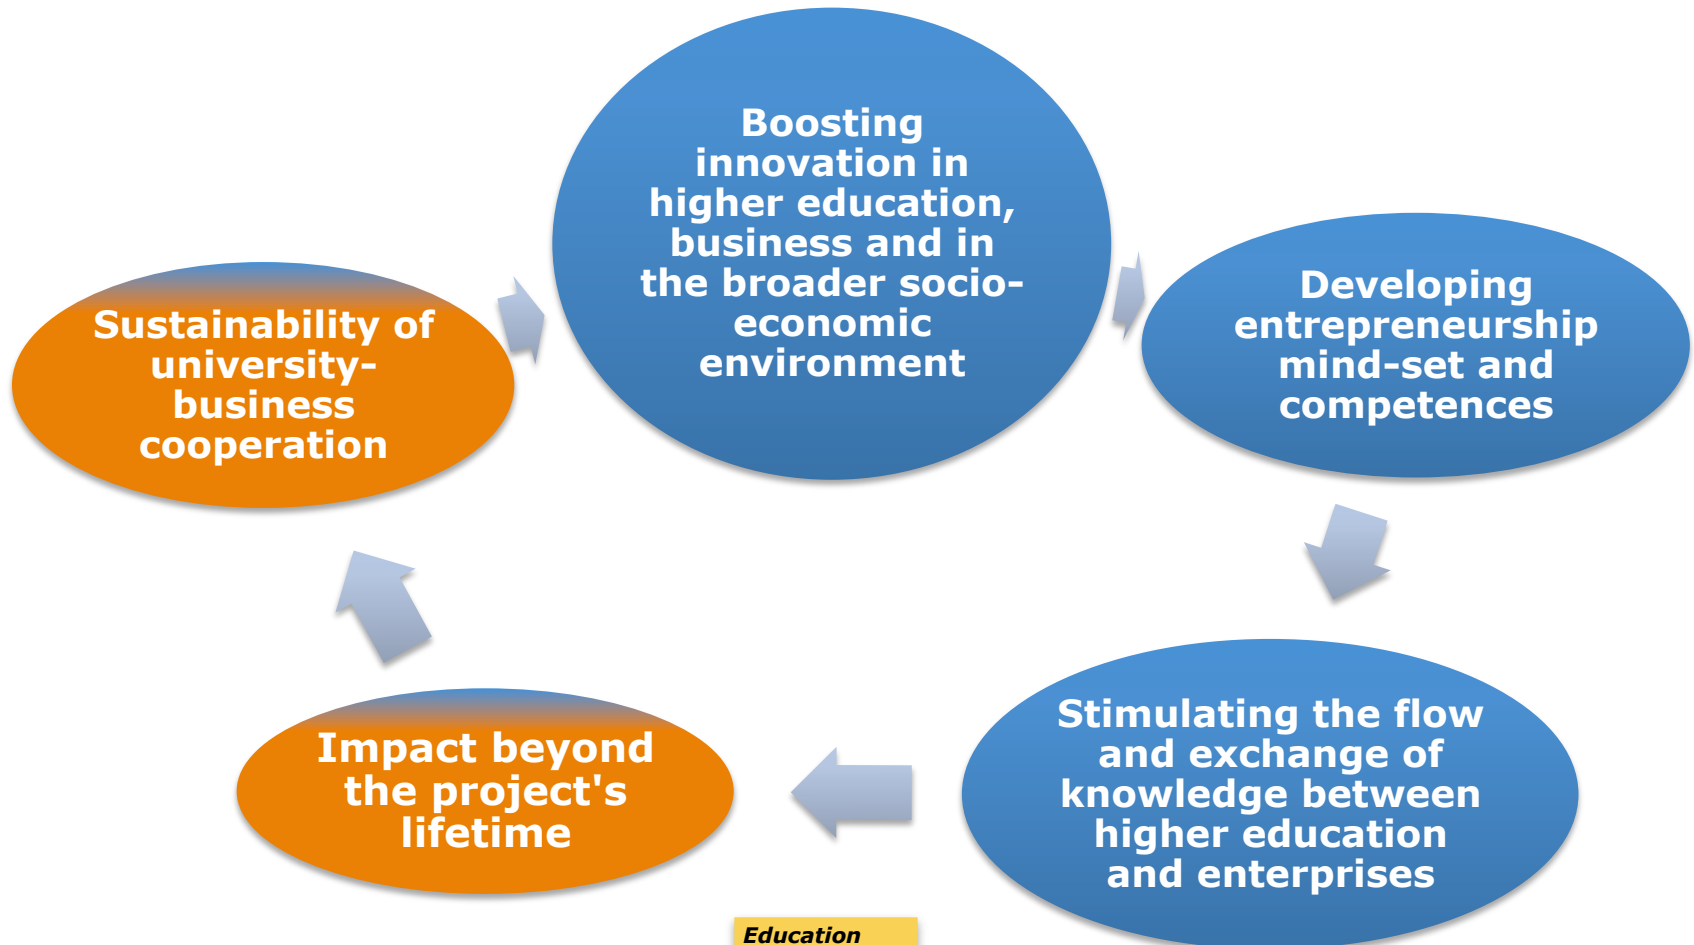 Boosting
innovation in
higher education,
business and in
the broader socio-
economic
environment
Developing
entrepreneurship
mind-set and
competences
Stimulating the flow
and exchange of
knowledge between
higher education
and enterprises
Impact beyond
the project's
lifetime
Sustainability of
university-
business
cooperation
Education